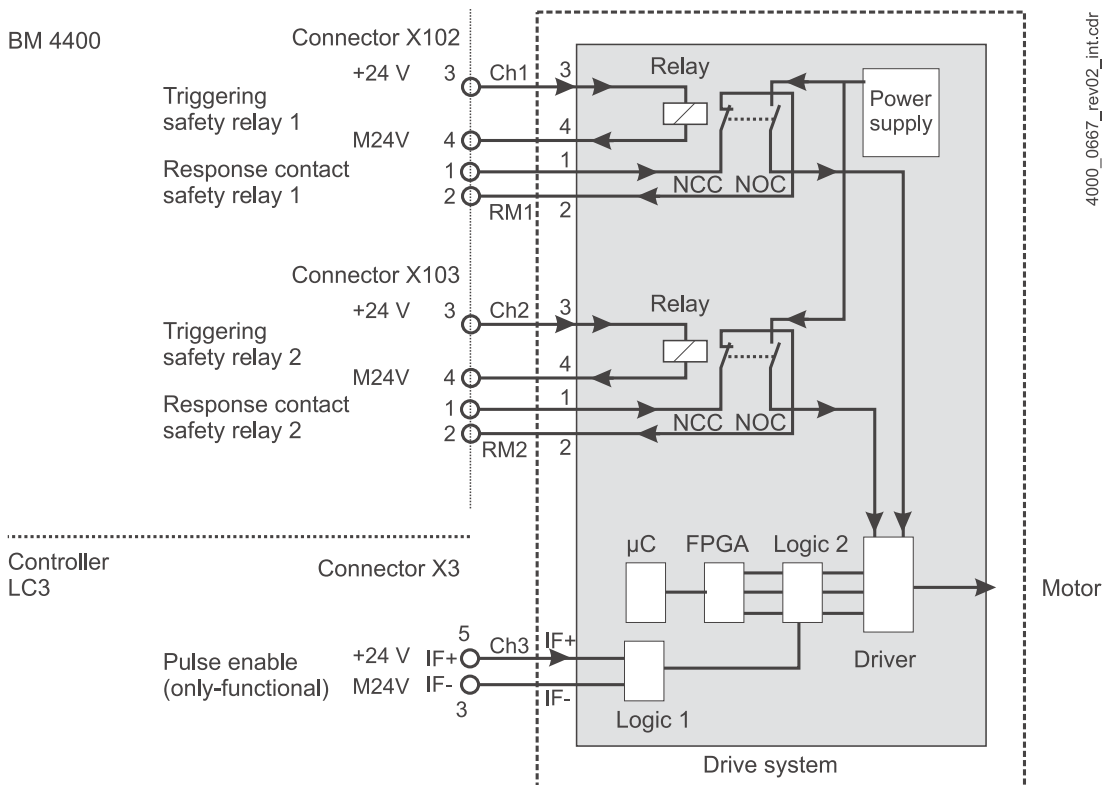 BM 4400
Connector X102
+24 V 3 Ch1 3 Relay
Triggering
safety relay 1
M24V 4 4
Response contact
safety relay 1
1 1
2 RM1 2
NCC NOC
Power
supply
Connector X103
+24 V 3 Ch2 3 Relay
Triggering
safety relay 2
M24V 4 4
Response contact
safety relay 2
1 1
2 RM2 2
NCC NOC
Controller
LC3
Connector X3
µC FPGA Logic 2
Motor
Driver
Pulse enable
(only-functional)
5
+24 V IF+ Ch3 IF+
M24V IF- IF-
3
Logic 1
Drive system
4000_0667_rev02_int.cdr